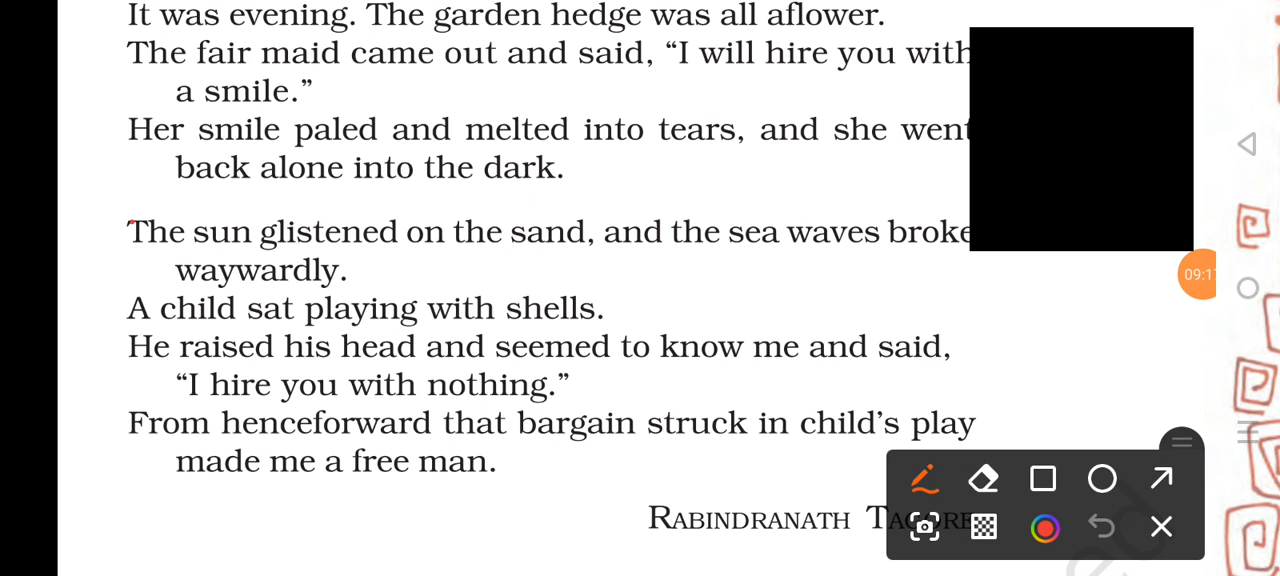 It was evening. The garden hedge was all aflower.
The fair maid came out and said, “I will hire you with
a smile.”
Her smile paled and melted into tears, and she went
back alone into the dark.
The sun glistened on the sand, and the sea waves broke
waywardly.
A child sat playing with shells.
He raised his head and seemed to know me and said,
“I hire you with nothing.”
From henceforward that bargain struck in child’s play
made me a free man.
RABINDRANATH TAGORE